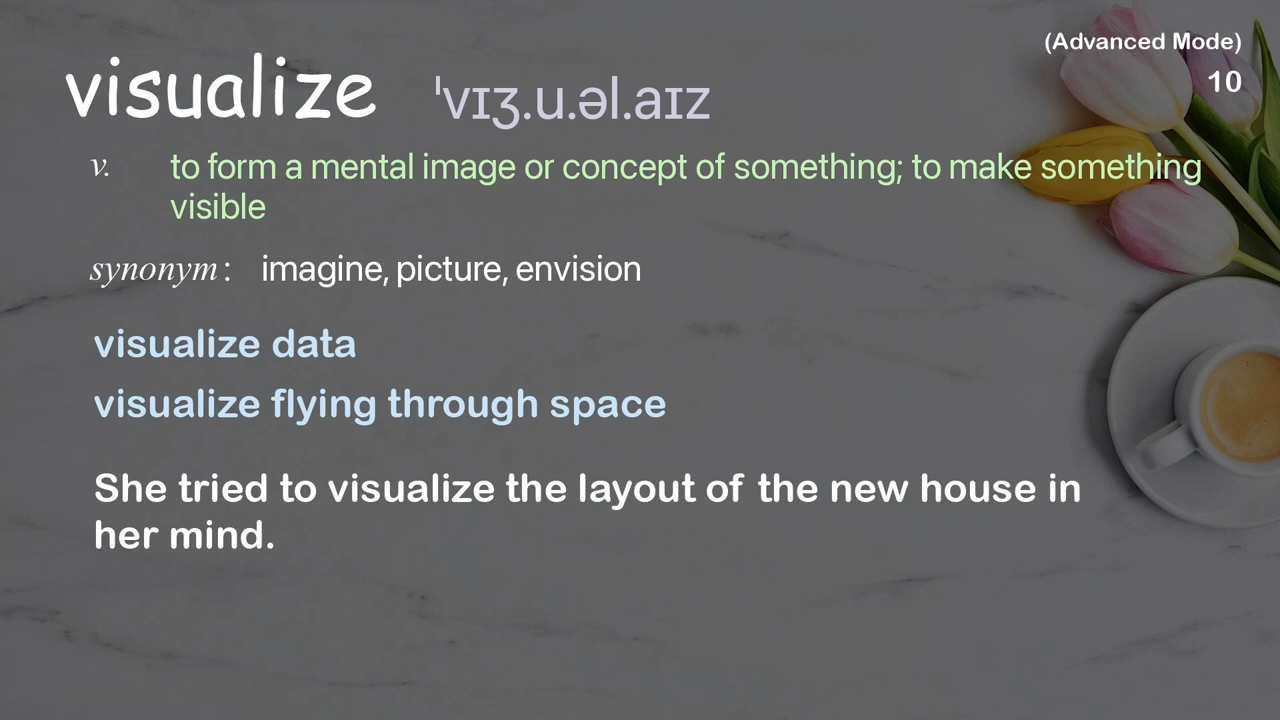 (Advanced Mode)
visualize ˈvɪʒ.u.əl.aɪz
10
v. to form a mental image or concept of something; to make something
visible
synonym: imagine, picture, envision
visualize data
visualize flying through space
She tried to visualize the layout of the new house in
her mind.